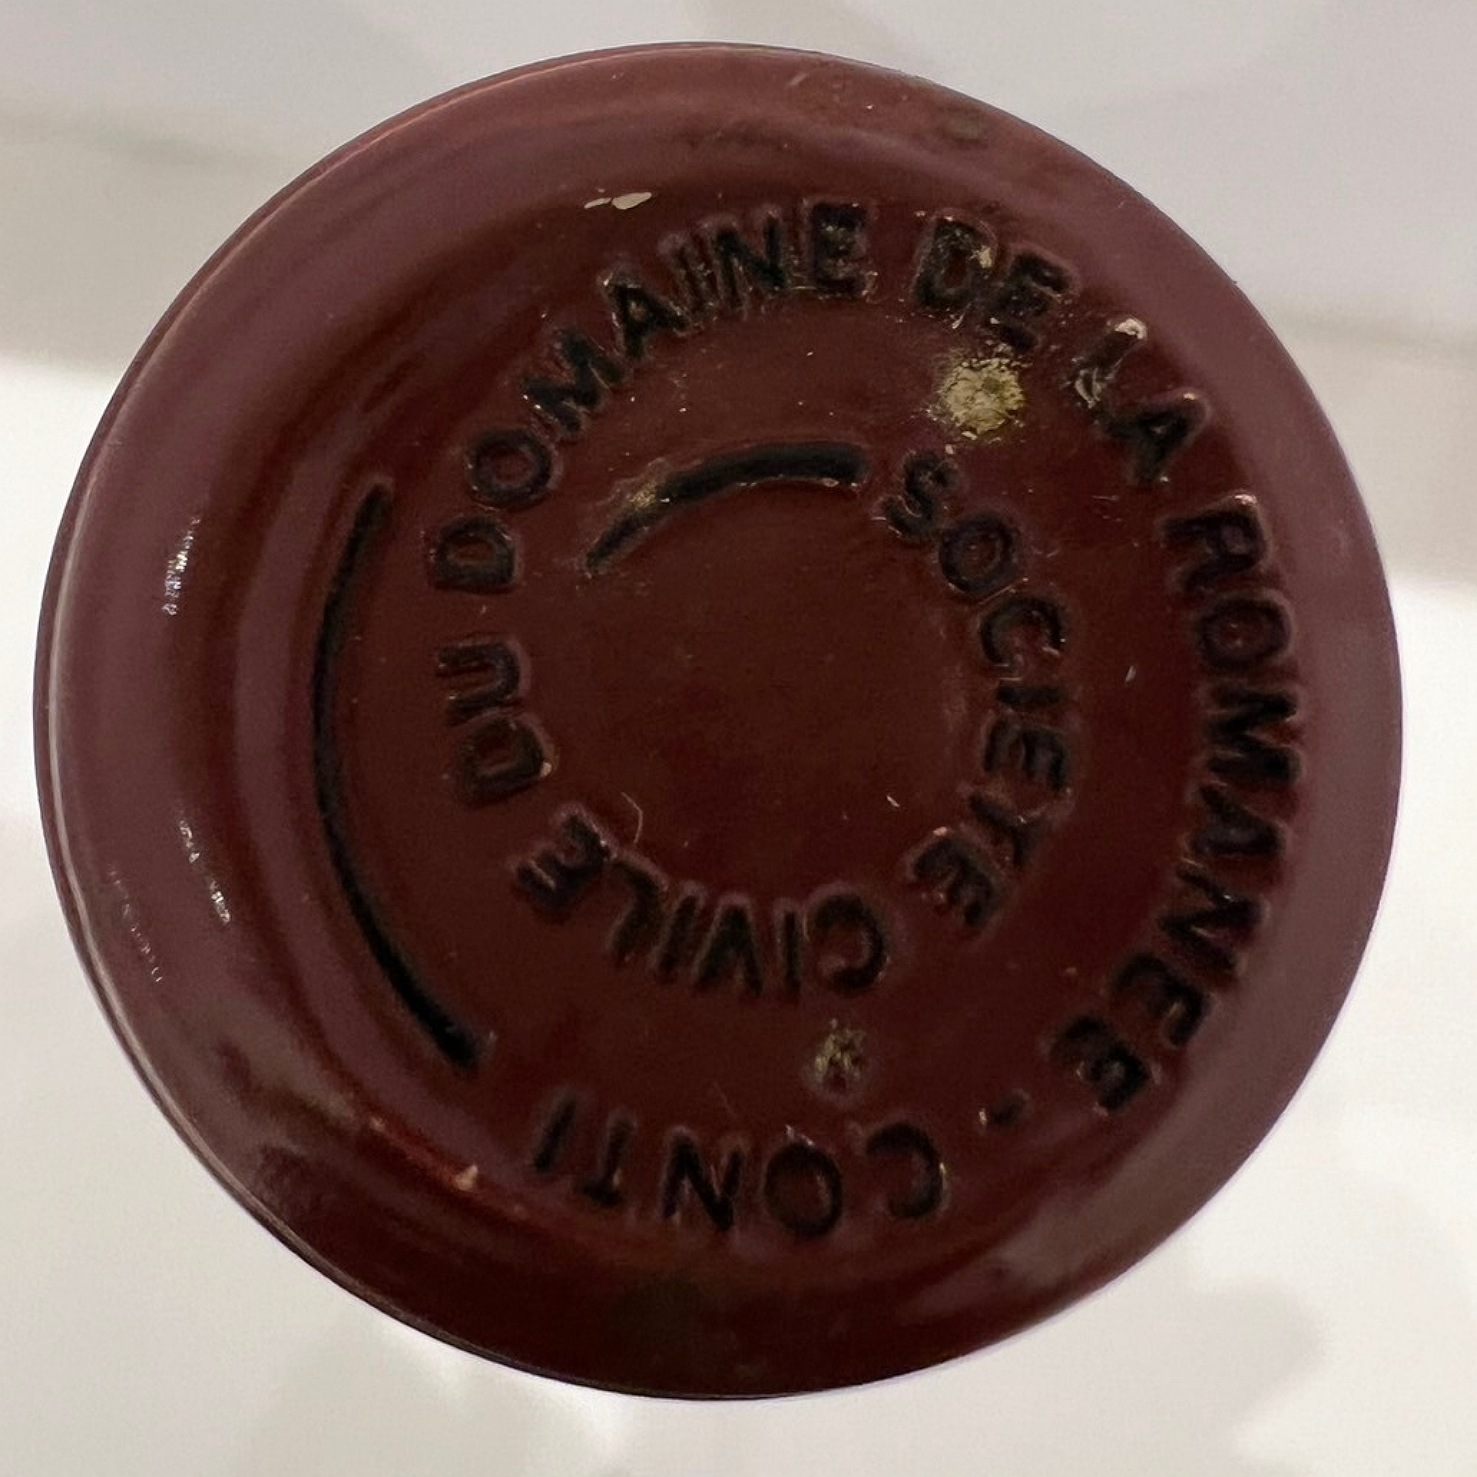 SOCIETE CIVILE DU DOMAINE DE LA ROMANEE - CONTI